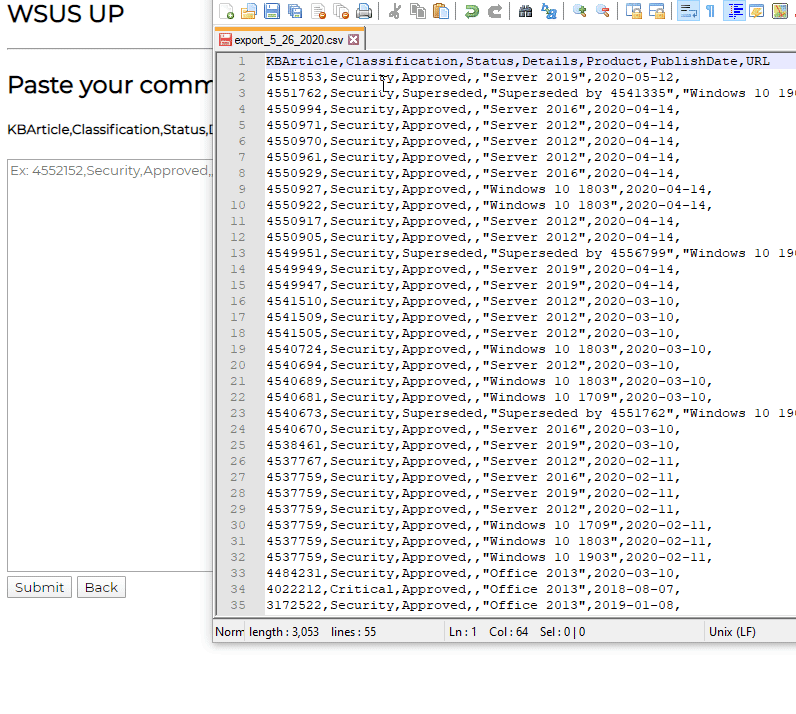 WSUS UP
Paste your comm
KBArticle,Classification,Status,D
Ex: 4552152,Security,Approved,,
Submit
Back
export_5_26_2020.csv
1 KBArticle,Classification,Status,Details,Product,PublishDate,URL
2 4551853,Security,Approved,,"Server 2019",2020-05-12,
3 4551762,Security,Superseded,"Superseded by 4541335","Windows 10 190
4 4550994,Security,Approved,,"Server 2016",2020-04-14,
5 4550971,Security,Approved,,"Server 2012",2020-04-14,
6 4550970,Security,Approved,,"Server 2012",2020-04-14,
7 4550961,Security,Approved,,"Server 2012",2020-04-14,
8 4550929,Security,Approved,,"Server 2016",2020-04-14,
9 4550927,Security,Approved,,"Windows 10 1803",2020-04-14,
10 4550922,Security,Approved,,"Windows 10 1803",2020-04-14,
11 4550917,Security,Approved,,"Server 2012",2020-04-14,
12 4550905,Security,Approved,,"Server 2012",2020-04-14,
13 4549951,Security,Superseded,"Superseded by 4556799","Windows 10 190
14 4549949,Security,Approved,,"Server 2019",2020-04-14,
15 4549947,Security,Approved,,"Server 2019",2020-04-14,
16 4541510,Security,Approved,,"Server 2012",2020-03-10,
17 4541509,Security,Approved,,"Server 2012",2020-03-10,
18 4541505,Security,Approved,,"Server 2012",2020-03-10,
19 4540724,Security,Approved,,"Windows 10 1803",2020-03-10,
20 4540694,Security,Approved,,"Server 2012",2020-03-10,
21 4540689,Security,Approved,,"Windows 10 1803",2020-03-10,
22 4540681,Security,Approved,,"Windows 10 1709",2020-03-10,
23 4540673,Security,Superseded,"Superseded by 4551762","Windows 10 190
24 4540670,Security,Approved,,"Server 2016",2020-03-10,
25 4538461,Security,Approved,,"Server 2019",2020-03-10,
26 4537767,Security,Approved,,"Server 2012",2020-02-11,
27 4537759,Security,Approved,,"Server 2016",2020-02-11,
28 4537759,Security,Approved,,"Server 2019",2020-02-11,
29 4537759,Security,Approved,,"Server 2012",2020-02-11,
30 4537759,Security,Approved,,"Windows 10 1709",2020-02-11,
31 4537759,Security,Approved,,"Windows 10 1803",2020-02-11,
32 4537759,Security,Approved,,"Windows 10 1903",2020-02-11,
33 4484231,Security,Approved,,"Office 2013",2020-03-10,
34 4022212,Critical,Approved,,"Office 2013",2018-08-07,
35 3172522,Security,Approved,,"Office 2013",2019-01-08,
Norm length : 3,053 lines : 55 Ln : 1 Col : 64 Sel : 0 | 0 Unix (LF)